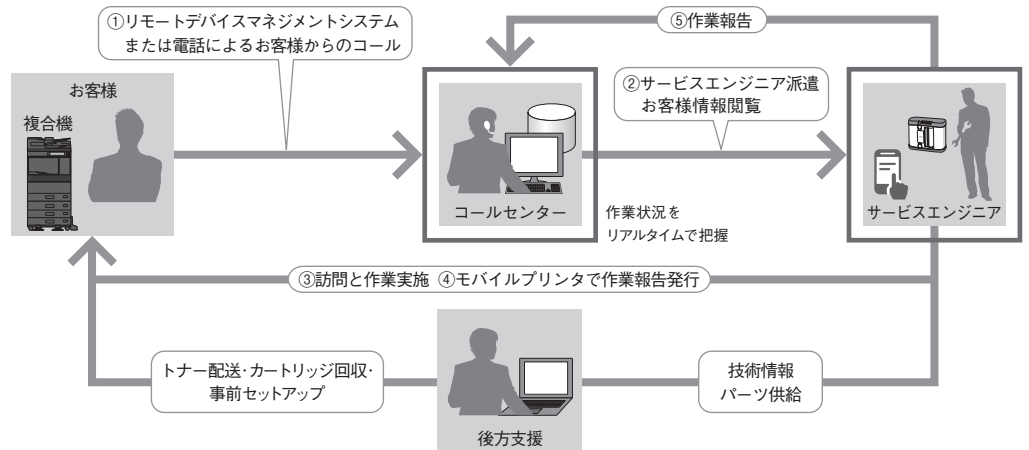 ①リモートデバイスマネジメントシステム
または電話によるお客様からのコール
⑤作業報告
お客様
複合機
②サービスエンジニア派遣
お客様情報閲覧
コールセンター
作業状況を
リアルタイムで把握
サービスエンジニア
③訪問と作業実施 ④モバイルプリンタで作業報告発行
トナー配送・カートリッジ回収・
事前セットアップ
技術情報
パーツ供給
後方支援